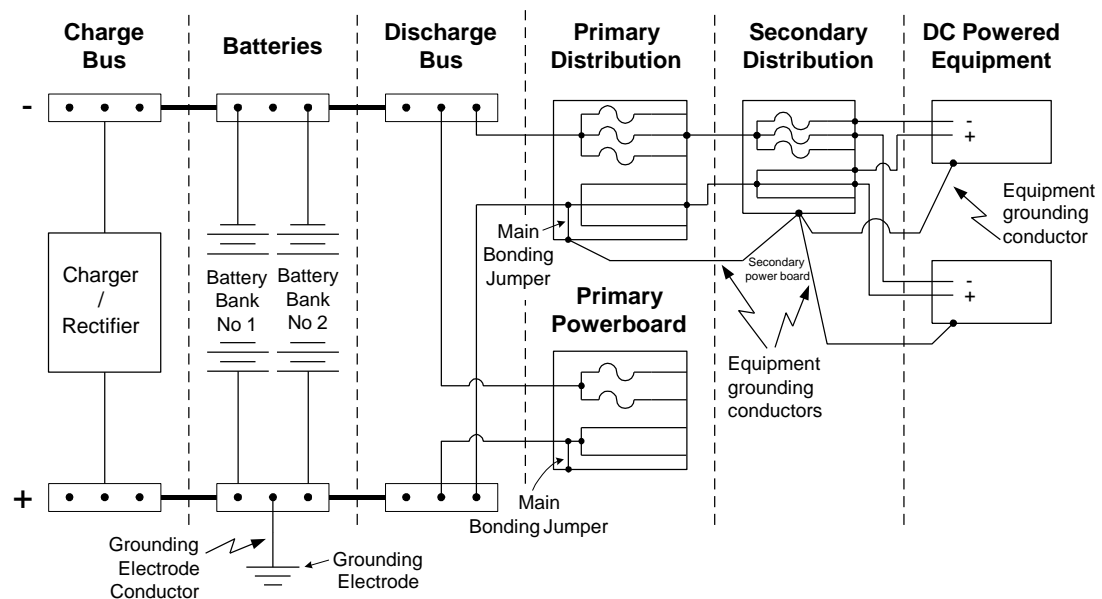 Charge
Bus
Batteries
Discharge
Bus
Primary
Distribution
Secondary
Distribution
DC Powered
Equipment
-
-
+
Equipment
grounding
conductor
Main
Bonding
Jumper
Secondary
power board
Charger
/
Rectifier
Battery
Bank
No 1
Battery
Bank
No 2
Primary
Powerboard
-
+
Equipment
grounding
conductors
+
Main
Bonding Jumper
Grounding
Electrode
Conductor
Grounding
Electrode